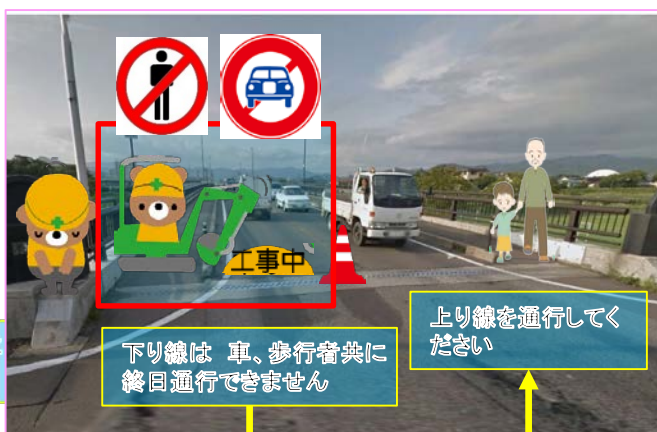 工事中
上り線を通行してく
ださい
下り線は 車、歩行者共に
終日通行できません